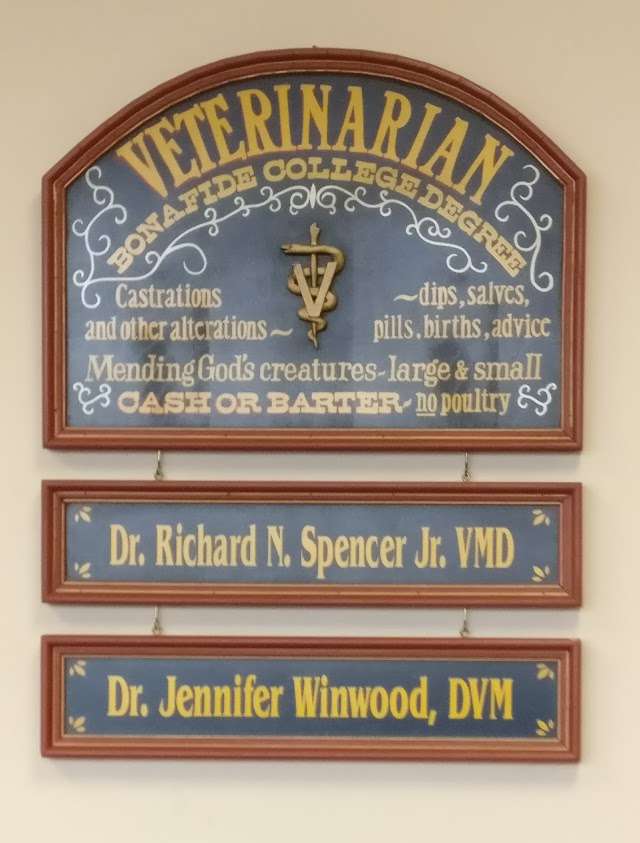 VETERINARIAN
BONAFIDE COLLEGE DEGREE
V
Castrations ~dips, salves,
and other alterations~ pills, births, advice
Mending God's creatures-large & small
CASH OR BARTER-no poultry
Dr. Richard N. Spencer Jr. VMD
Dr. Jennifer Winwood, DVM